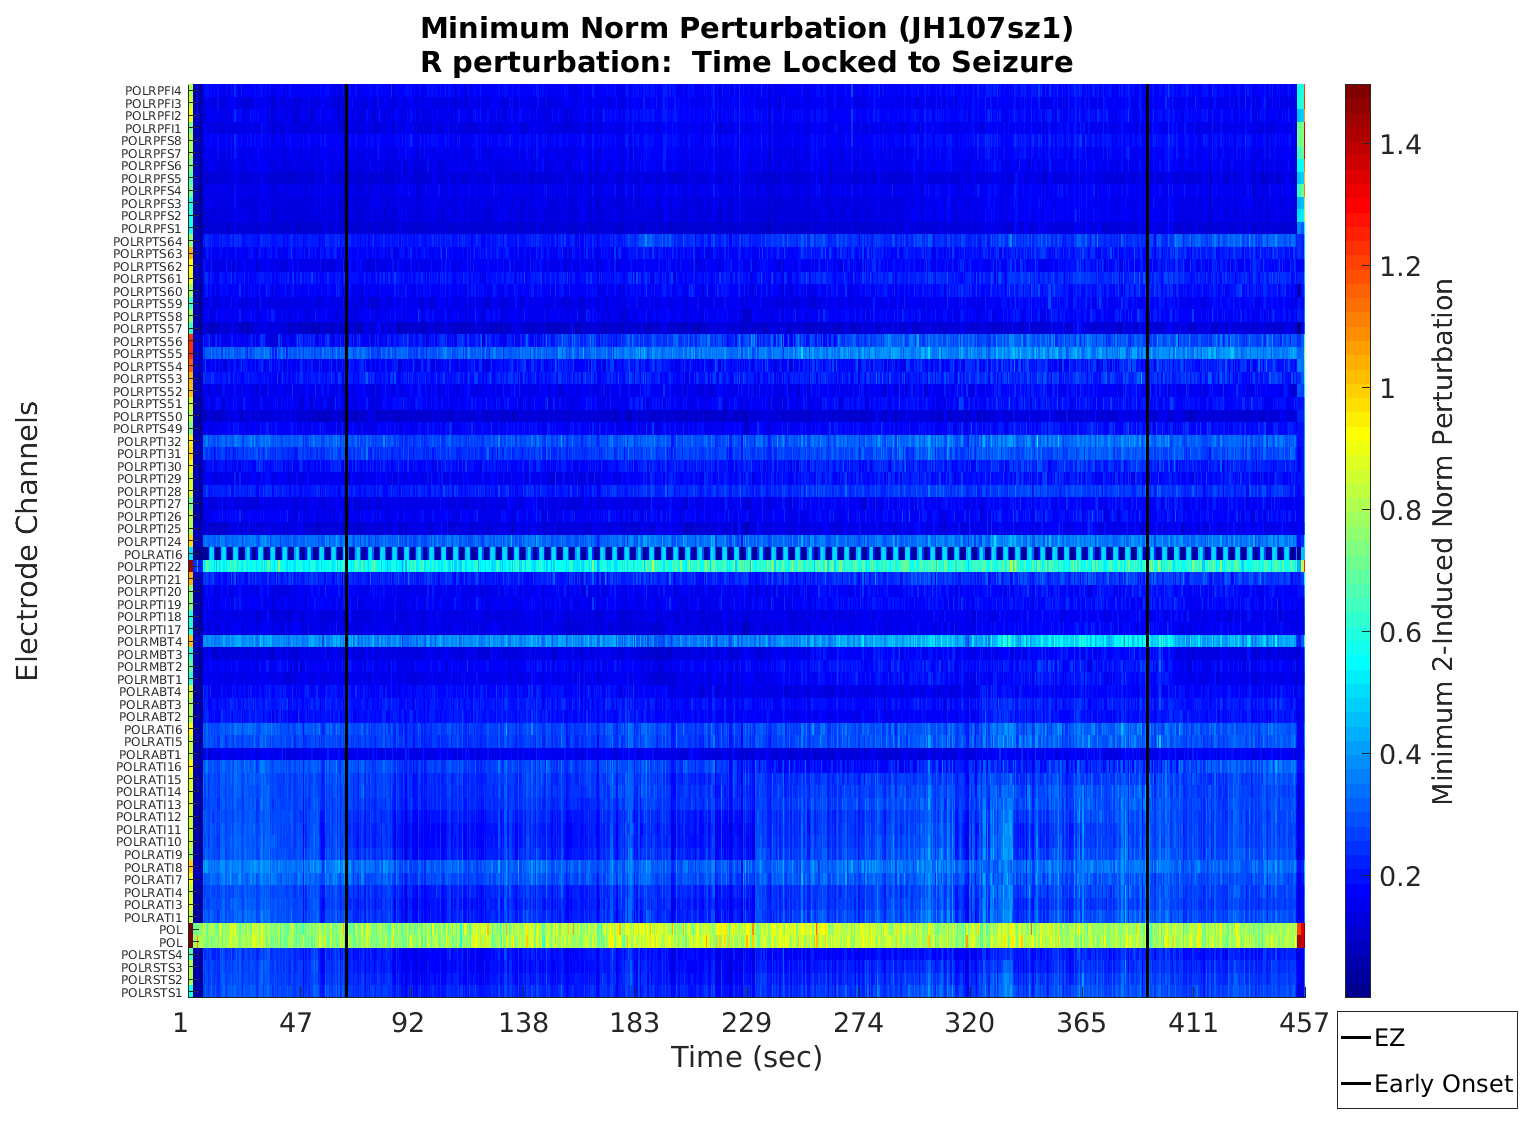 Minimum Norm Perturbation (JH107sz1)
R perturbation:  Time Locked to Seizure
Electrode Channels
POLRPFI4
POLRPFI3
POLRPFI2
POLRPFI1
POLRPFS8
POLRPFS7
POLRPFS6
POLRPFS5
POLRPFS4
POLRPFS3
POLRPFS2
POLRPFS1
POLRPTS64
POLRPTS63
POLRPTS62
POLRPTS61
POLRPTS60
POLRPTS59
POLRPTS58
POLRPTS57
POLRPTS56
POLRPTS55
POLRPTS54
POLRPTS53
POLRPTS52
POLRPTS51
POLRPTS50
POLRPTS49
POLRPTI32
POLRPTI31
POLRPTI30
POLRPTI29
POLRPTI28
POLRPTI27
POLRPTI26
POLRPTI25
POLRPTI24
POLRATI6
POLRPTI22
POLRPTI21
POLRPTI20
POLRPTI19
POLRPTI18
POLRPTI17
POLRMBT4
POLRMBT3
POLRMBT2
POLRMBT1
POLRABT4
POLRABT3
POLRABT2
POLRATI6
POLRATI5
POLRABT1
POLRATI16
POLRATI15
POLRATI14
POLRATI13
POLRATI12
POLRATI11
POLRATI10
POLRATI9
POLRATI8
POLRATI7
POLRATI4
POLRATI3
POLRATI1
POL
POL
POLRSTS4
POLRSTS3
POLRSTS2
POLRSTS1
1 47 92 138 183 229 274 320 365 411 457
Time (sec)
1.4
1.2
1
0.8
0.6
0.4
0.2
Minimum 2-Induced Norm Perturbation
EZ
Early Onset